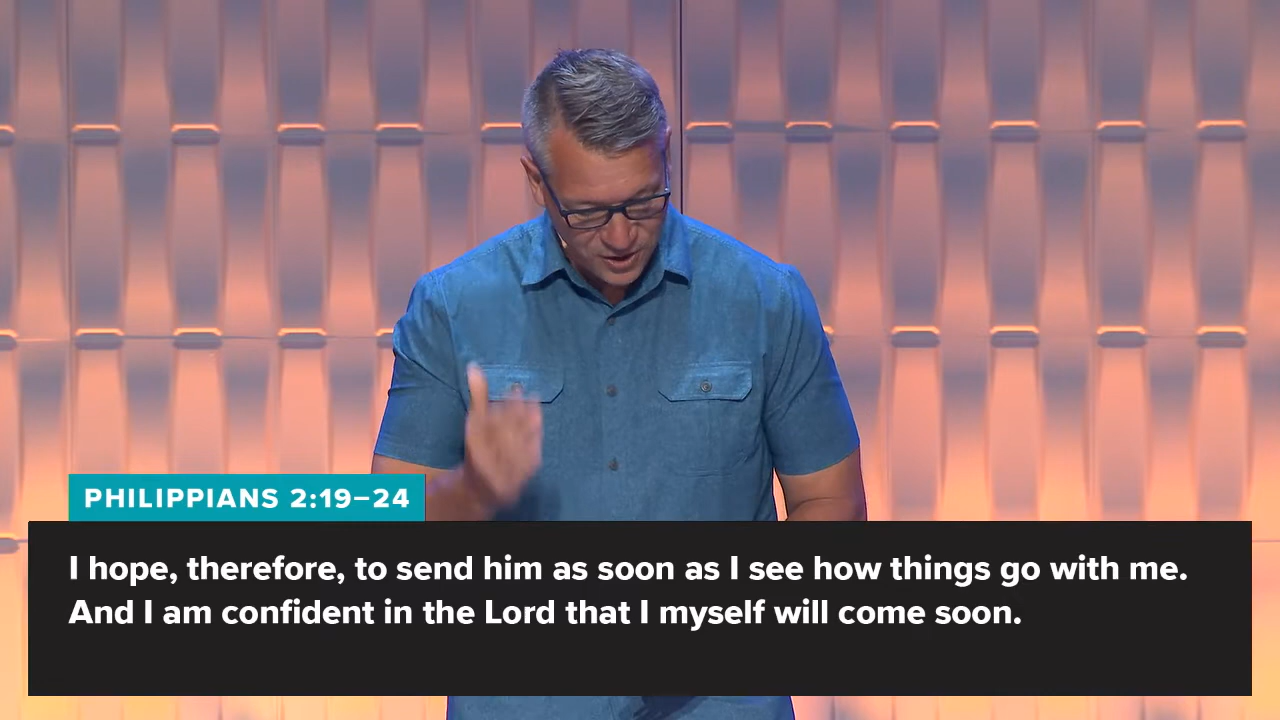 PHILIPPIANS 2:19–24
I hope, therefore, to send him as soon as I see how things go with me.
And I am confident in the Lord that I myself will come soon.